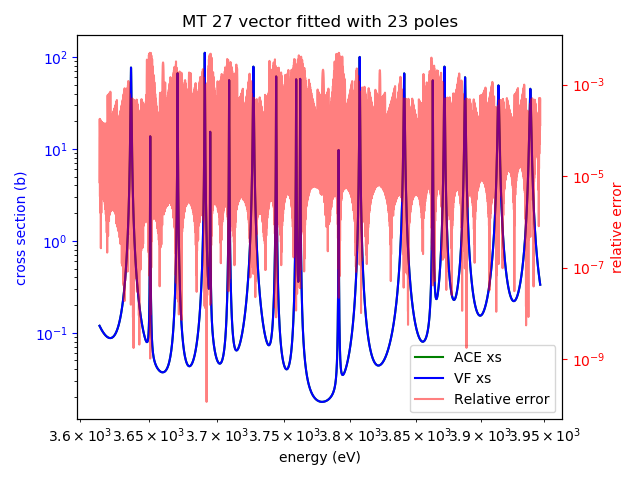 MT 27 vector fitted with 23 poles
10²
10¹
10⁰
10⁻¹
cross section (b)
10⁻³
10⁻⁵
10⁻⁷
10⁻⁹
relative error
ACE xs
VF xs
Relative error
3.6 × 10³ 3.65 × 10³ 3.7 × 10³ 3.75 × 10³ 3.8 × 10³ 3.85 × 10³ 3.9 × 10³ 3.95 × 10³
energy (eV)